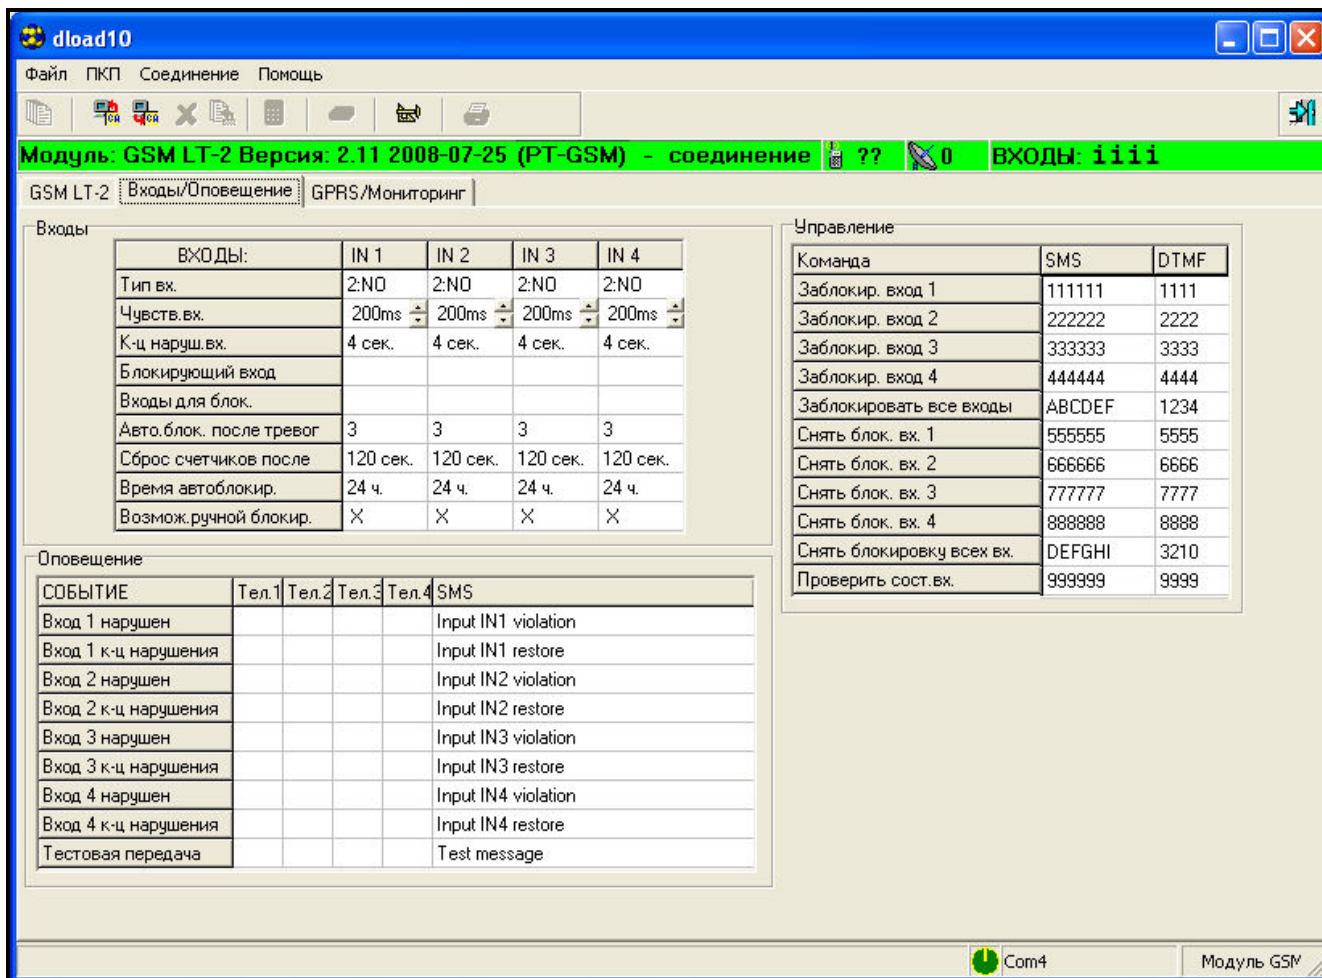 dload10
Файл ПКП Соединение Помощь
Модуль: GSM LT-2 Версия: 2.11 2008-07-25 (PT-GSM) - соединение ?? 0 ВХОДЫ: iiii
GSM LT-2 Входы/Оповещение GPRS/Мониторинг
Входы
ВХОДЫ: IN 1 IN 2 IN 3 IN 4
Тип вх. 2:NO 2:NO 2:NO 2:NO
Чувств.вх. 200ms 200ms 200ms 200ms
К-ц наруш.вх. 4 сек. 4 сек. 4 сек. 4 сек.
Блокирующий вход
Входы для блок.
Авто.блок. после тревог 3 3 3 3
Сброс счетчиков после 120 сек. 120 сек. 120 сек. 120 сек.
Время автоблокир. 24 ч. 24 ч. 24 ч. 24 ч.
Возмож.ручной блокир. X X X X
Оповещение
СОБЫТИЕ Тел.1 Тел.2 Тел.3 Тел.4 SMS
Вход 1 нарушен Input IN1 violation
Вход 1 к-ц нарушения Input IN1 restore
Вход 2 нарушен Input IN2 violation
Вход 2 к-ц нарушения Input IN2 restore
Вход 3 нарушен Input IN3 violation
Вход 3 к-ц нарушения Input IN3 restore
Вход 4 нарушен Input IN4 violation
Вход 4 к-ц нарушения Input IN4 restore
Тестовая передача Test message
Управление
Команда SMS DTMF
Заблокир. вход 1 111111 1111
Заблокир. вход 2 222222 2222
Заблокир. вход 3 333333 3333
Заблокир. вход 4 444444 4444
Заблокировать все входы ABCDEF 1234
Снять блок. вх. 1 555555 5555
Снять блок. вх. 2 666666 6666
Снять блок. вх. 3 777777 7777
Снять блок. вх. 4 888888 8888
Снять блокировку всех вх. DEFGHI 3210
Проверить сост.вх. 999999 9999
Com4 Модуль GSM